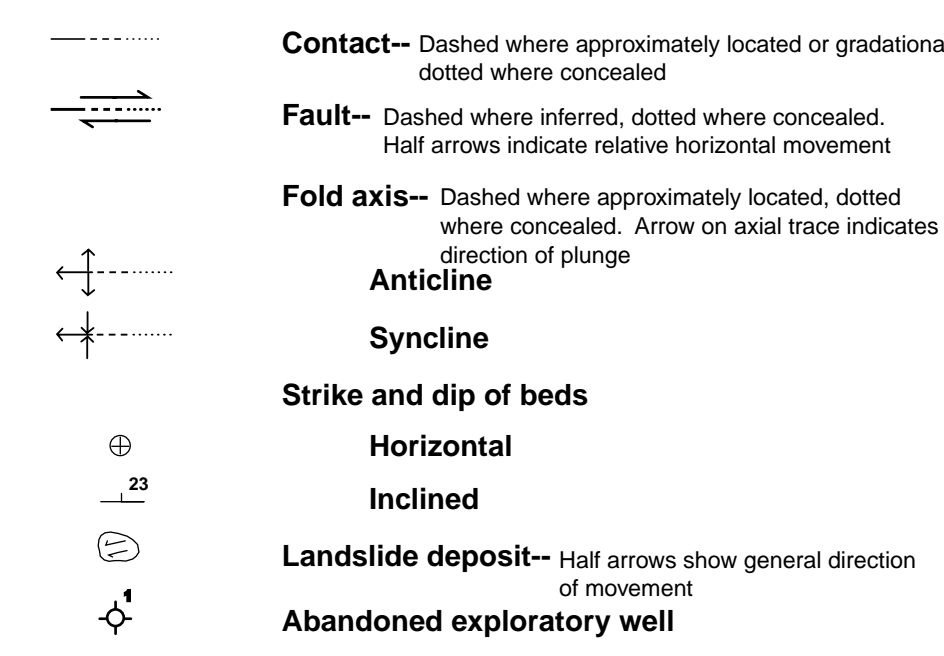 Contact-- Dashed where approximately located or gradationa
dotted where concealed
Fault-- Dashed where inferred, dotted where concealed.
Half arrows indicate relative horizontal movement
Fold axis-- Dashed where approximately located, dotted
where concealed. Arrow on axial trace indicates
direction of plunge
Anticline
Syncline
Strike and dip of beds
Horizontal
23
Inclined
Landslide deposit-- Half arrows show general direction
of movement
1
Abandoned exploratory well